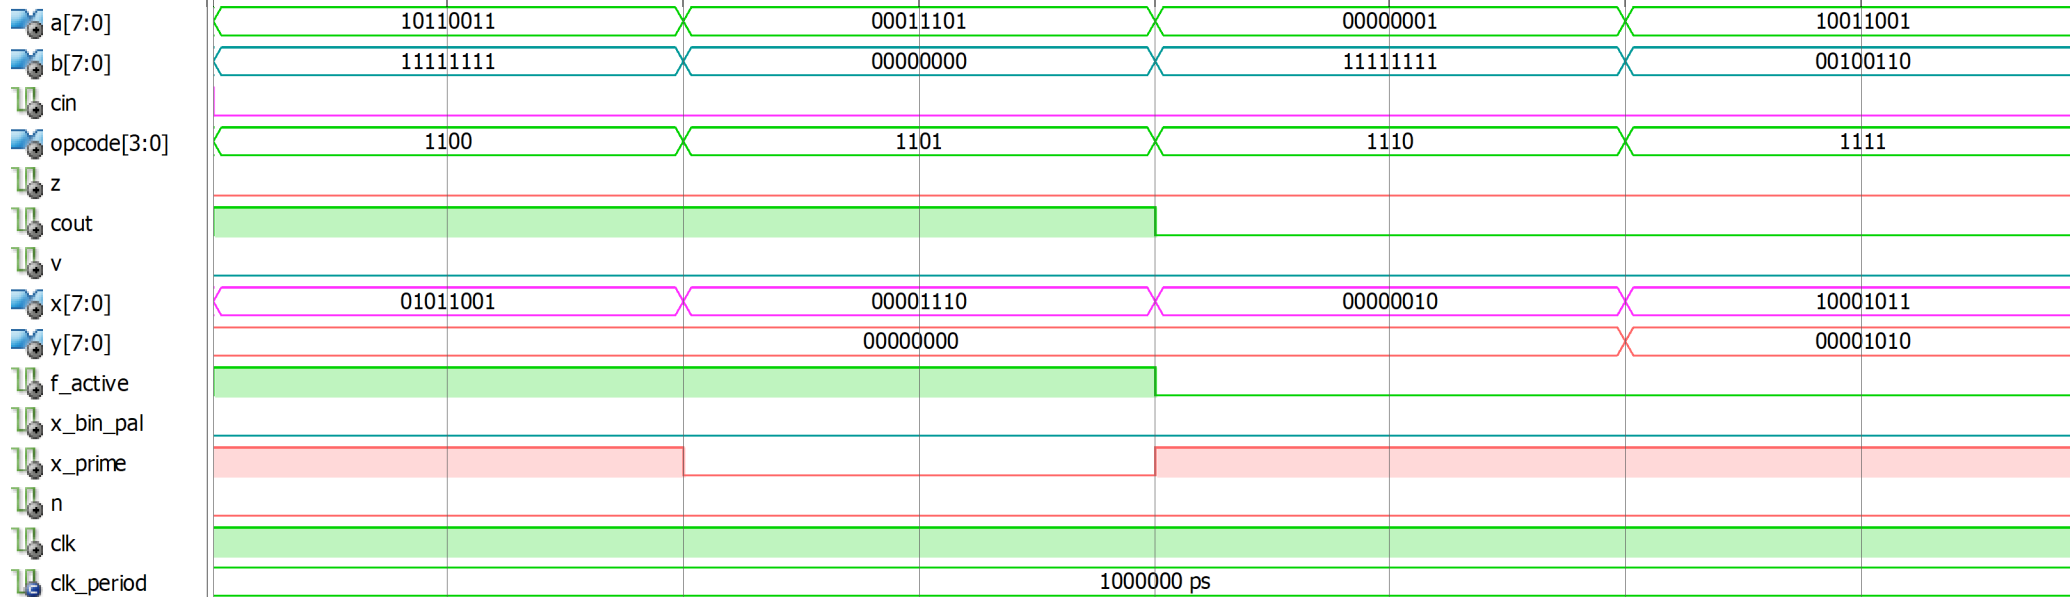 a[7:0] 10110011 00011101 00000001 10011001
b[7:0] 11111111 00000000 11111111 00100110
cin
opcode[3:0] 1100 1101 1110 1111
z
cout
v
x[7:0] 01011001 00001110 00000010 10001011
y[7:0] 00000000 00001010
f_active
x_bin_pal
x_prime
n
clk
clk_period 1000000 ps